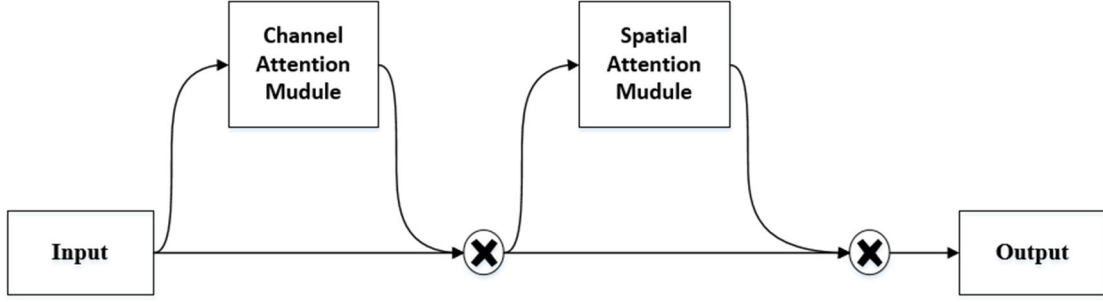 Channel
Attention
Mudule
Spatial
Attention
Mudule
Input
Output